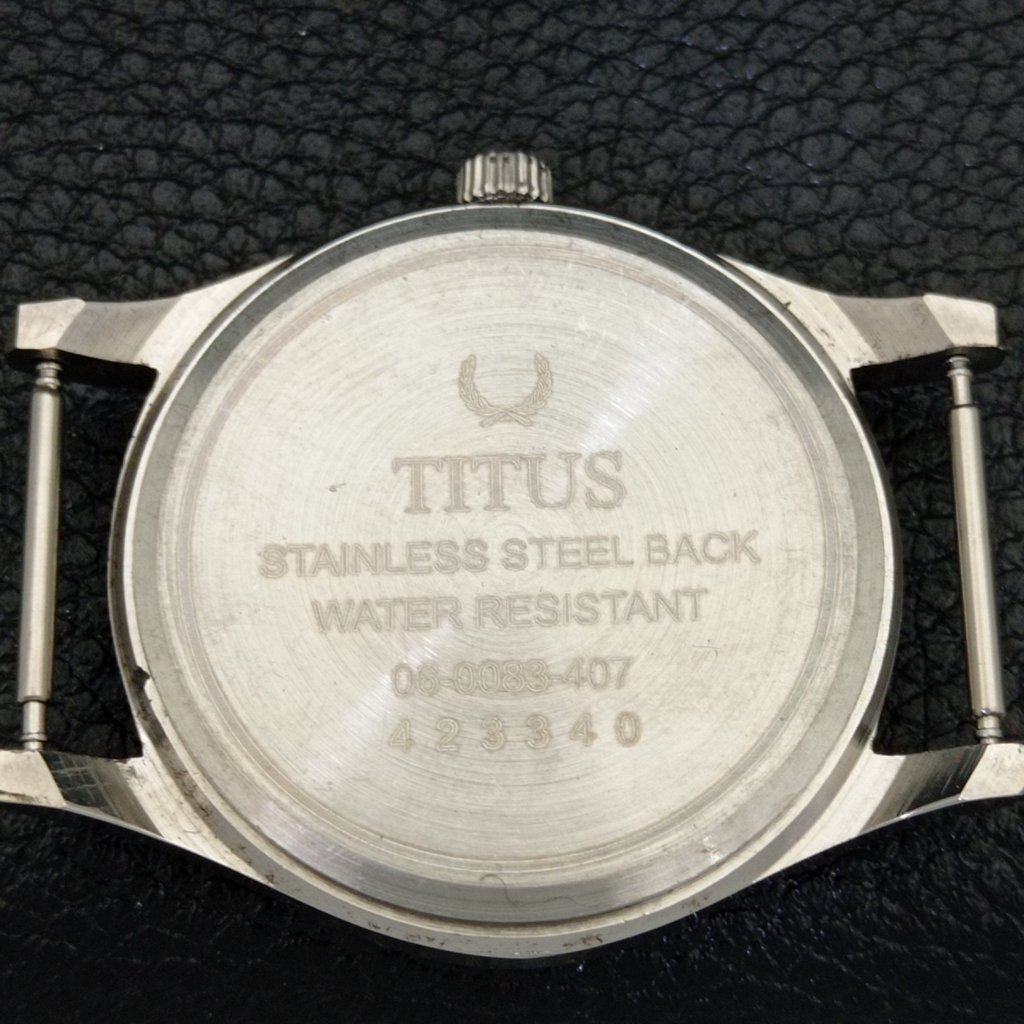 TITUS
STAINLESS STEEL BACK
WATER RESISTANT
06-0083-407
423340